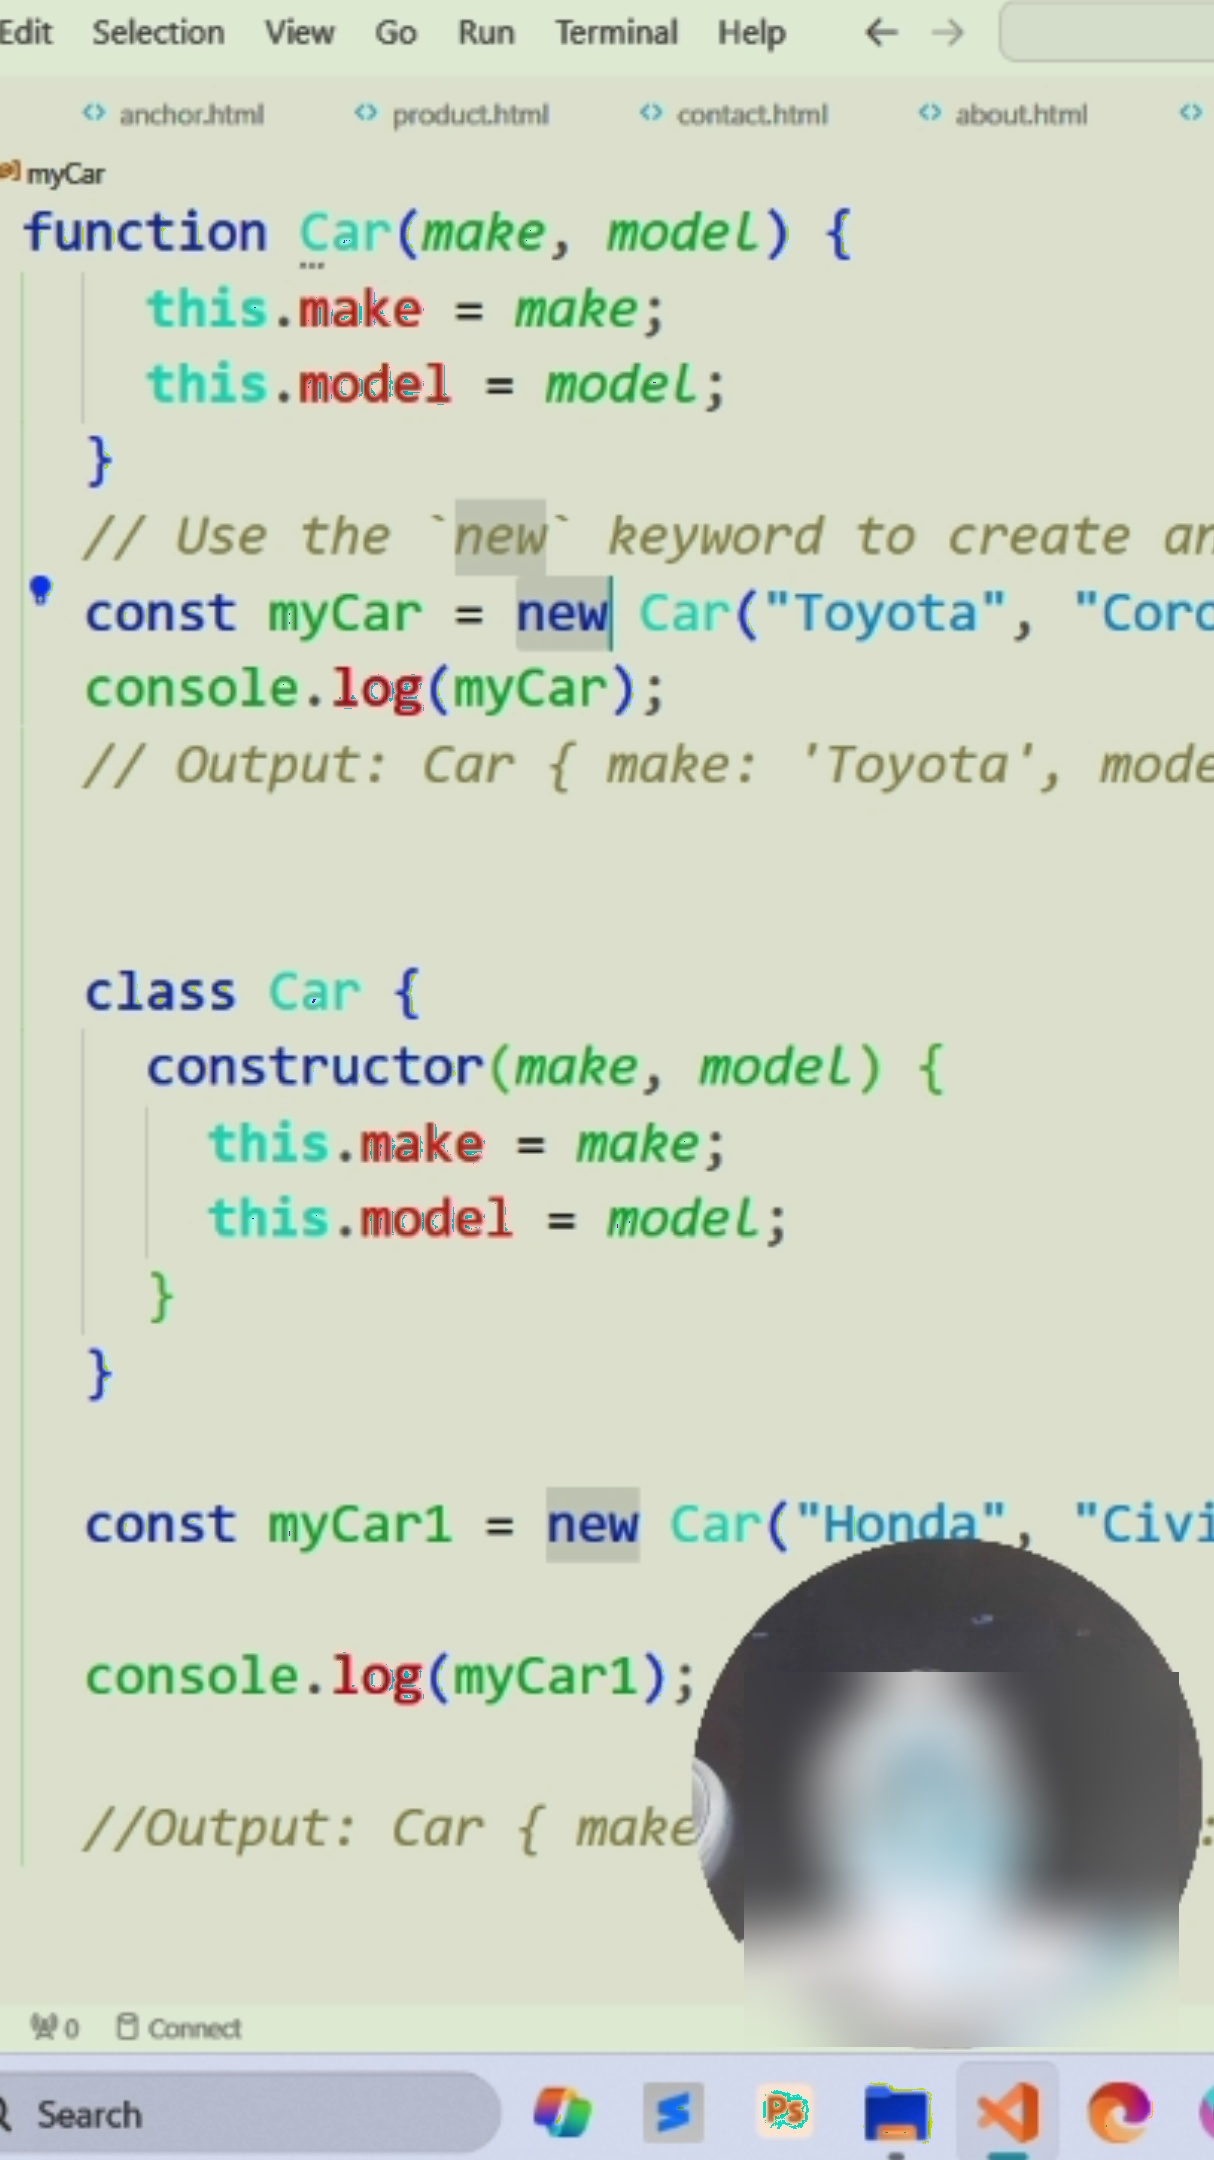 Edit Selection View Go Run Terminal Help
anchor.html product.html contact.html about.html
myCar
function Car(make, model) {
this.make = make;
this.model = model;
}
// Use the `new` keyword to create an
const myCar = new Car("Toyota", "Coro
console.log(myCar);
// Output: Car { make: 'Toyota', mode
class Car {
constructor(make, model) {
this.make = make;
this.model = model;
}
}
const myCar1 = new Car("Honda", "Civi
console.log(myCar1);
//Output: Car { make :
0 Connect
Search
Ps